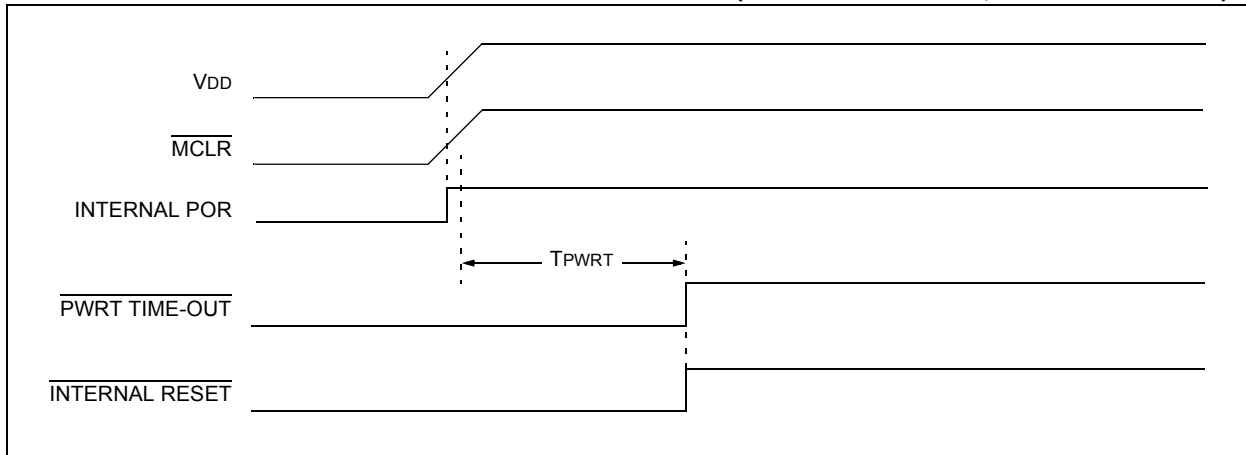 VDD
MCLR
INTERNAL POR
TPWRT
PWRT TIME-OUT
INTERNAL RESET